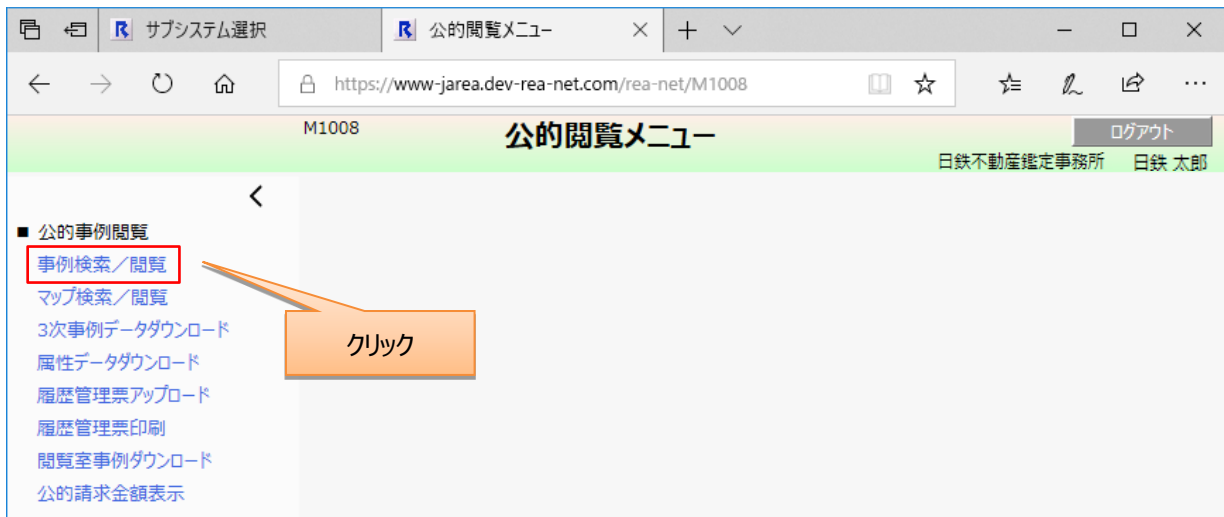 サブシステム選択
公的閲覧メニュー
https://www-jarea.dev-rea-net.com/rea-net/M1008
M1008
公的閲覧メニュー
ログアウト
日鉄不動産鑑定事務所 日鉄 太郎
■ 公的事例閲覧
事例検索／閲覧
マップ検索／閲覧
3次事例データダウンロード
属性データダウンロード
履歴管理票アップロード
履歴管理票印刷
閲覧室事例ダウンロード
公的請求金額表示
クリック